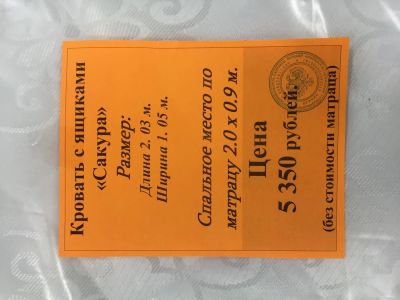 Кровать с ящиками
«Сакура»
Размер:
Длина 2. 03 м.
Ширина 1. 05 м.
Спальное место по
матрацу 2.0 х 0.9 м.
Цена
5 350 рублей.
(без стоимости матраца)